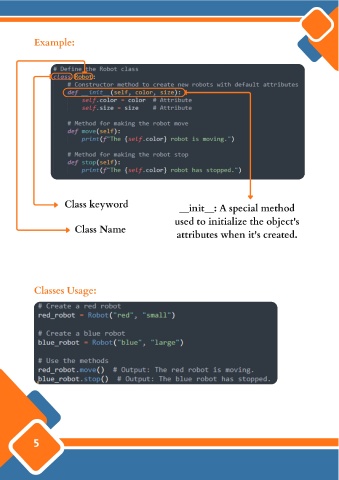 Example:
# Define the Robot class
class Robot:
# Constructor method to create new robots with default attributes
def __init__(self, color, size):
self.color = color # Attribute
self.size = size # Attribute
# Method for making the robot move
def move(self):
print(f"The {self.color} robot is moving.")
# Method for making the robot stop
def stop(self):
print(f"The {self.color} robot has stopped.")
Class keyword
Class Name
__init__: A special method
used to initialize the object's
attributes when it's created.
Classes Usage:
# Create a red robot
red_robot = Robot("red", "small")
# Create a blue robot
blue_robot = Robot("blue", "large")
# Use the methods
red_robot.move() # Output: The red robot is moving.
blue_robot.stop() # Output: The blue robot has stopped.
5